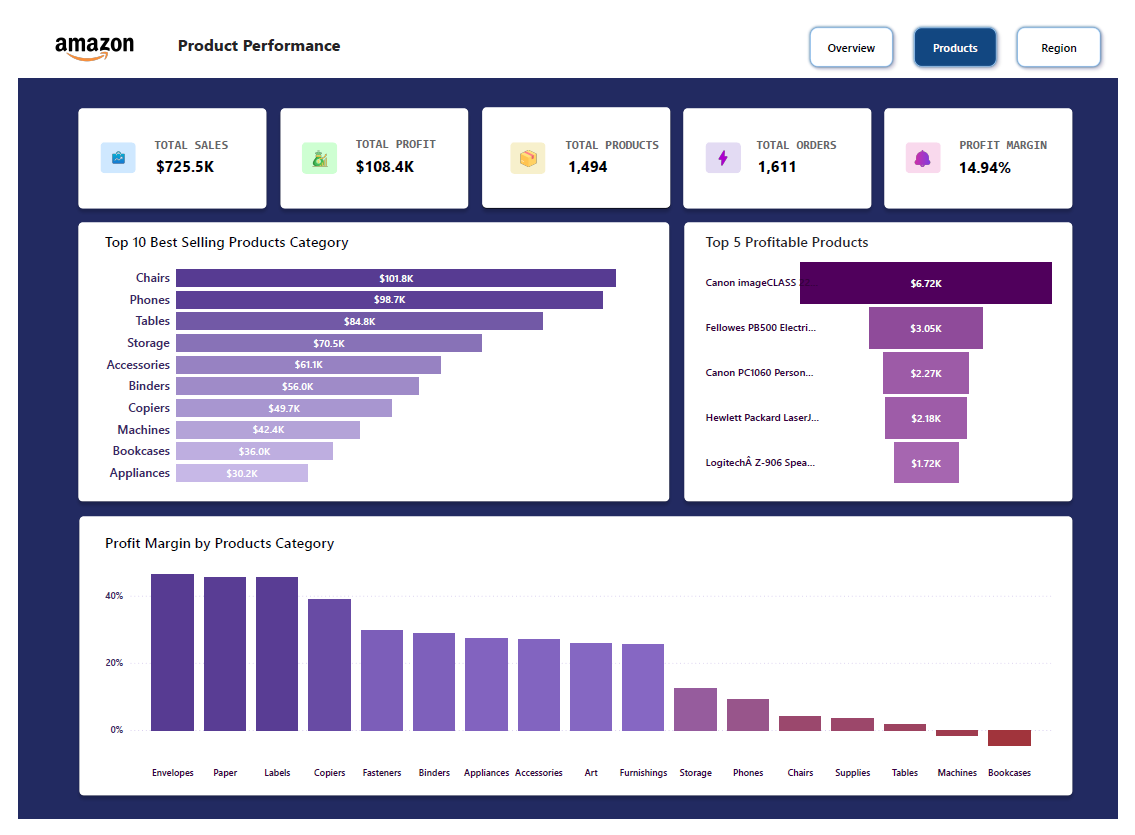 amazon
Product Performance
Overview
Products
Region
TOTAL SALES
$725.5K
TOTAL PROFIT
$108.4K
TOTAL PRODUCTS
1,494
TOTAL ORDERS
1,611
PROFIT MARGIN
14.94%
Top 10 Best Selling Products Category
Chairs $101.8K
Phones $98.7K
Tables $84.8K
Storage $70.5K
Accessories $61.1K
Binders $56.0K
Copiers $49.7K
Machines $42.4K
Bookcases $36.0K
Appliances $30.2K
Top 5 Profitable Products
Canon imageCLASS $6.72K
Fellowes PB500 Electri... $3.05K
Canon PC1060 Person... $2.27K
Hewlett Packard LaserJ... $2.18K
LogitechÂ Z-906 Spea... $1.72K
Profit Margin by Products Category
40%
20%
0%
Envelopes Paper Labels Copiers Fasteners Binders Appliances Accessories Art Furnishings Storage Phones Chairs Supplies Tables Machines Bookcases